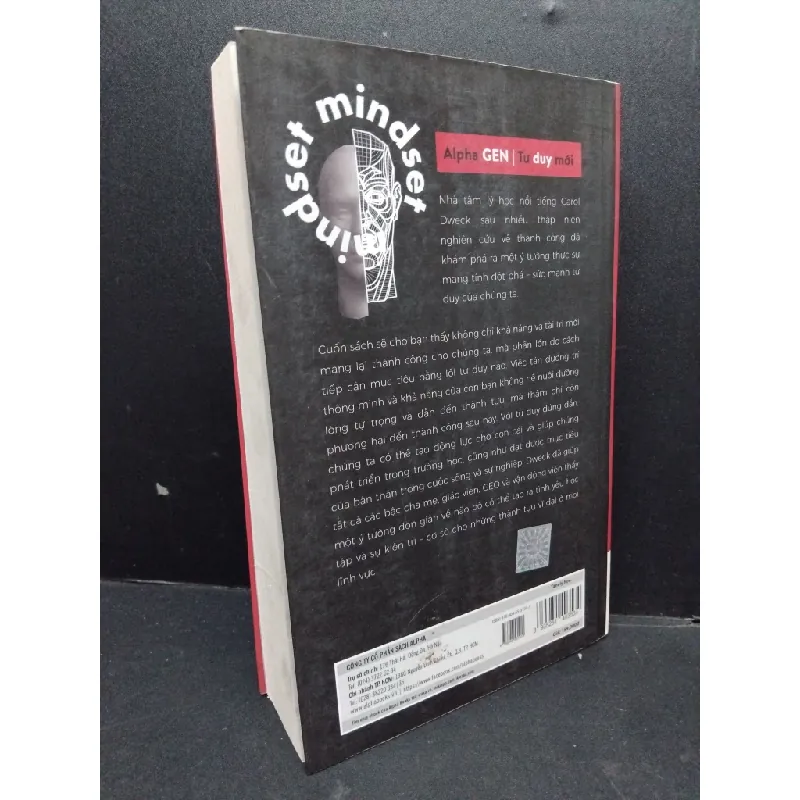 mindset mindset
Alpha GEN | Tư duy mới
Nhà tâm lý học nổi tiếng Carol
Dweck sau nhiều thập niên
nghiên cứu về thành công đã
khám phá ra một ý tưởng thực sự
mang tính đột phá - sức mạnh tư
duy của chúng ta.
Cuốn sách sẽ cho bạn thấy không chỉ khả năng và tài trí mới
mang lại thành công cho chúng ta, mà phần lớn do cách
tiếp cận mục tiêu bằng lối tư duy nào. Việc tán dương trí
thông minh và khả năng của con bạn không hề nuôi dưỡng
lòng tự trọng và dẫn đến thành tựu, mà thậm chí còn
phương hại đến thành công sau này. Với tư duy đúng đắn,
chúng ta có thể tạo động lực cho con cái và giúp chúng
phát triển trong trường học, cũng như đạt được mục tiêu
của bản thân trong cuộc sống và sự nghiệp. Dweck đã giúp
tất cả các bậc cha mẹ, giáo viên, CEO và vận động viên thấy
một ý tưởng đơn giản về não bộ có thể tạo ra tình yêu học
tập và sự kiên trì - cơ sở cho những thành tựu vĩ đại ở mọi
lĩnh vực.
CÔNG TY CỔ PHẦN SÁCH ALPHA